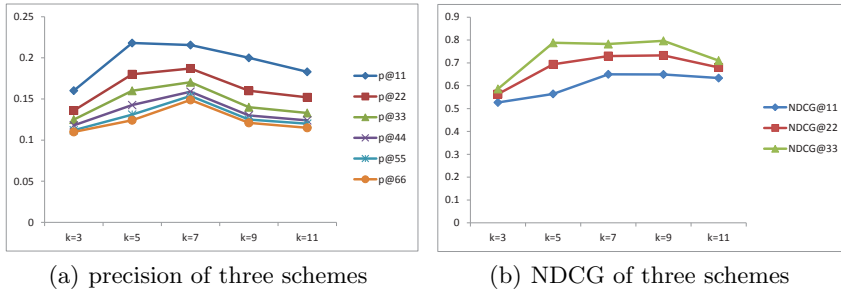 0.25
0.2
0.15
0.1
0.05
0
k=3 k=5 k=7 k=9 k=11
p@11
p@22
p@33
p@44
p@55
p@66
(a) precision of three schemes
0.9
0.8
0.7
0.6
0.5
0.4
0.3
0.2
0.1
0
k=3 k=5 k=7 k=9 k=11
NDCG@11
NDCG@22
NDCG@33
(b) NDCG of three schemes